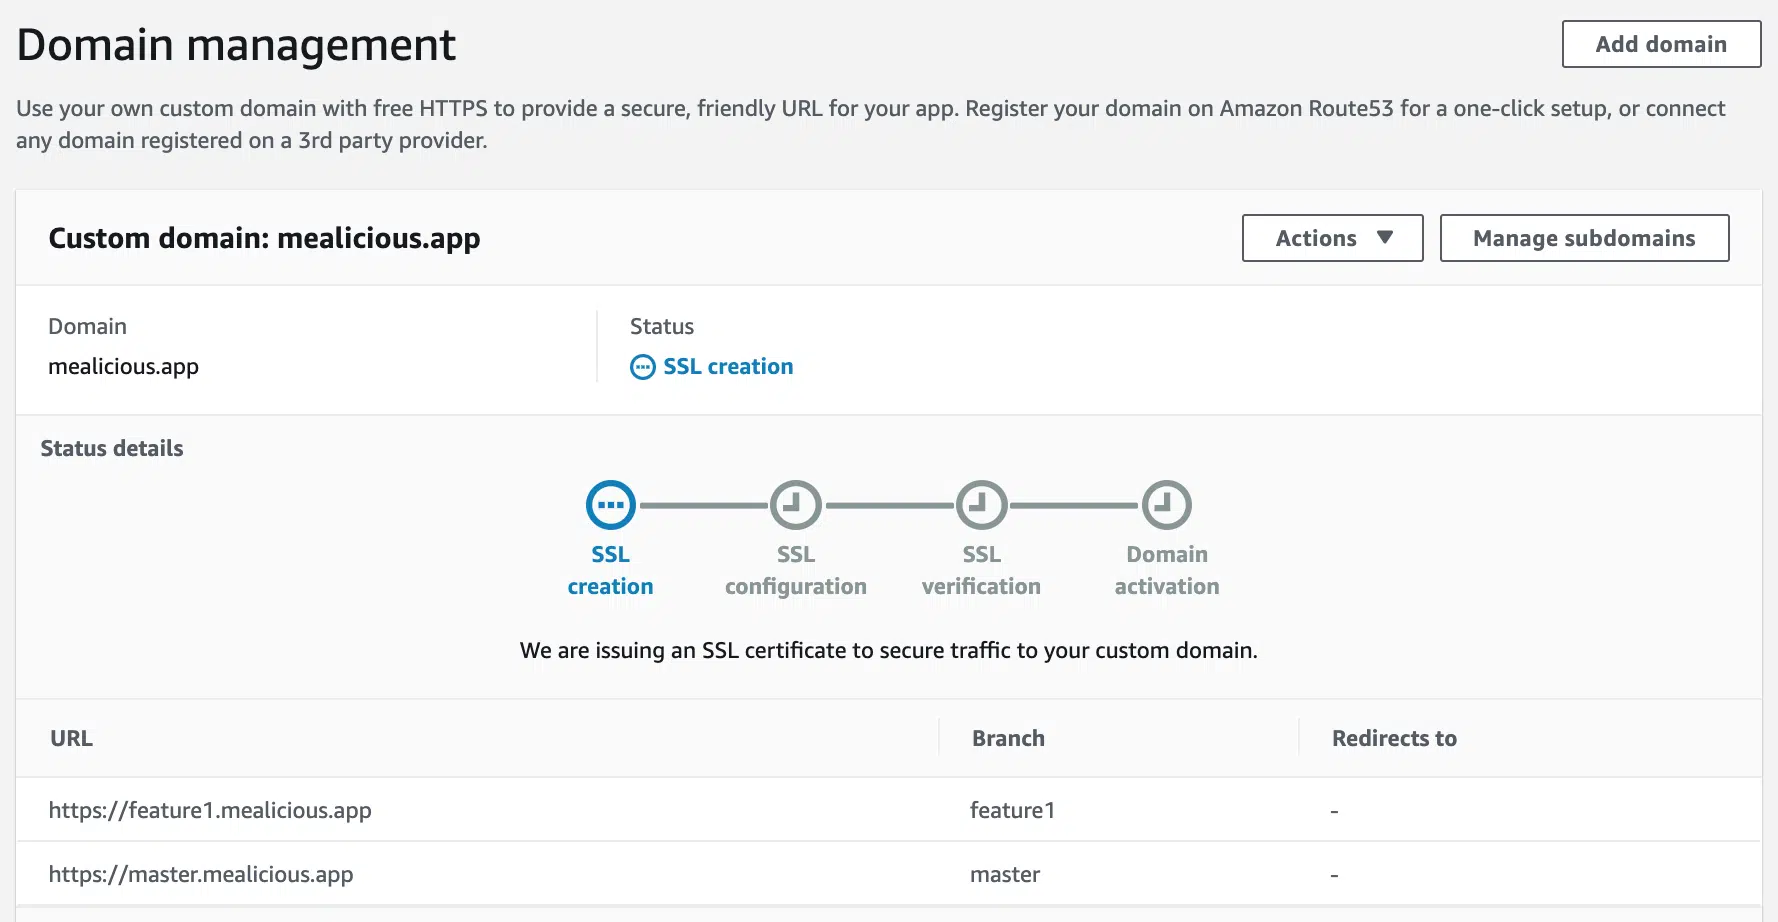 Domain management
Add domain
Use your own custom domain with free HTTPS to provide a secure, friendly URL for your app. Register your domain on Amazon Route53 for a one-click setup, or connect
any domain registered on a 3rd party provider.
Custom domain: mealicious.app
Actions
Manage subdomains
Domain
mealicious.app
Status
SSL creation
Status details
SSL
creation
SSL
configuration
SSL
verification
Domain
activation
We are issuing an SSL certificate to secure traffic to your custom domain.
URL
Branch
Redirects to
https://feature1.mealicious.app
feature1
-
https://master.mealicious.app
master
-